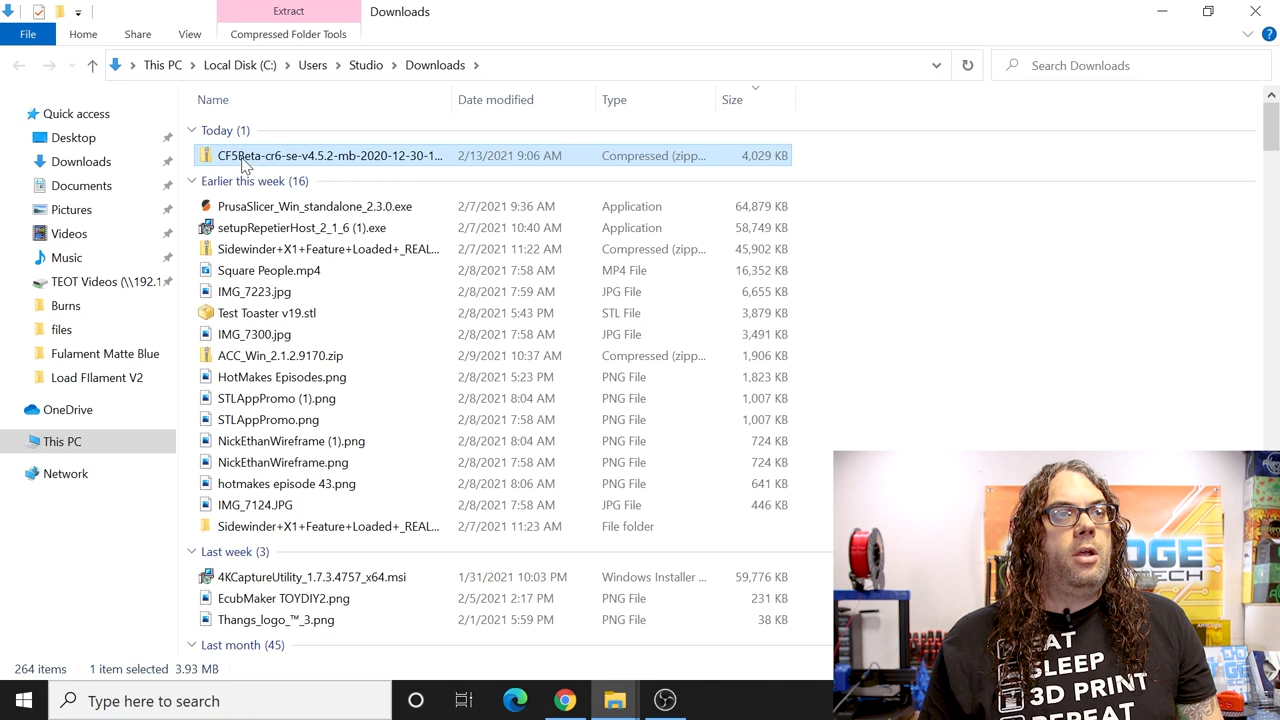 Extract
Downloads
File
Home
Share
View
Compressed Folder Tools
This PC
Local Disk (C:)
Users
Studio
Downloads
Search Downloads
Name
Date modified
Type
Size
Quick access
Desktop
Downloads
Documents
Pictures
Videos
Music
TEOT Videos (\\192.1
Burns
files
Fulament Matte Blue
Load FIlament V2
OneDrive
This PC
Network
Today (1)
CF5Beta-cr6-se-v4.5.2-mb-2020-12-30-1... 2/13/2021 9:06 AM Compressed (zipp... 4,029 KB
Earlier this week (16)
PrusaSlicer_Win_standalone_2.3.0.exe 2/7/2021 9:36 AM Application 64,879 KB
setupRepetierHost_2_1_6 (1).exe 2/7/2021 10:40 AM Application 58,749 KB
Sidewinder+X1+Feature+Loaded+_REAL... 2/7/2021 11:22 AM Compressed (zipp... 45,902 KB
Square People.mp4 2/8/2021 7:58 AM MP4 File 16,352 KB
IMG_7223.jpg 2/8/2021 7:59 AM JPG File 6,655 KB
Test Toaster v19.stl 2/8/2021 5:43 PM STL File 3,879 KB
IMG_7300.jpg 2/8/2021 7:58 AM JPG File 3,491 KB
ACC_Win_2.1.2.9170.zip 2/9/2021 10:37 AM Compressed (zipp... 1,906 KB
HotMakes Episodes.png 2/8/2021 5:23 PM PNG File 1,823 KB
STLAppPromo (1).png 2/8/2021 8:04 AM PNG File 1,007 KB
STLAppPromo.png 2/8/2021 7:58 AM PNG File 1,007 KB
NickEthanWireframe (1).png 2/8/2021 8:04 AM PNG File 724 KB
NickEthanWireframe.png 2/8/2021 7:58 AM PNG File 724 KB
hotmakes episode 43.png 2/8/2021 8:06 AM PNG File 641 KB
IMG_7124.JPG 2/8/2021 7:58 AM JPG File 446 KB
Sidewinder+X1+Feature+Loaded+_REAL... 2/7/2021 11:23 AM File folder
Last week (3)
4KCaptureUtility_1.7.3.4757_x64.msi 1/31/2021 10:03 PM Windows Installer ... 59,776 KB
EcubMaker TOYDIY2.png 2/5/2021 2:17 PM PNG File 231 KB
Thangs_logo_™_3.png 2/1/2021 5:59 PM PNG File 38 KB
Last month (45)
264 items 1 item selected 3.93 MB
Type here to search
DGE
TECH
EAT
SLEEP
3D PRINT
REPEAT